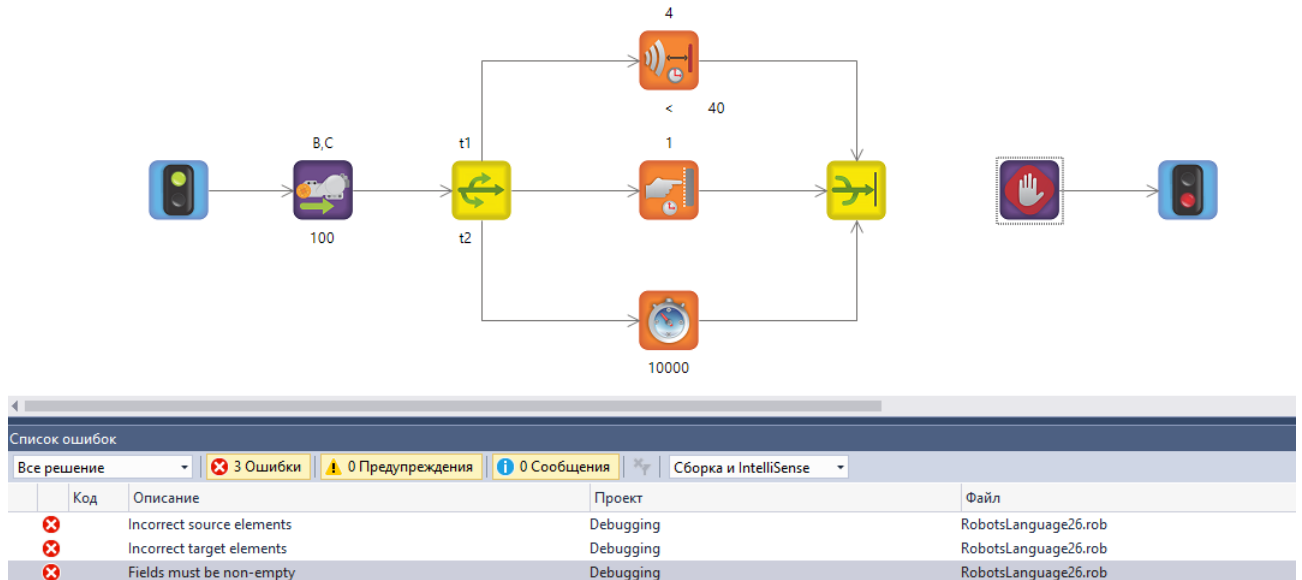 4
< 40
B,C
t1
1
100
t2
10000
Список ошибок
Все решение 3 Ошибки 0 Предупреждения 0 Сообщения Сборка и IntelliSense
Код Описание Проект Файл
Incorrect source elements Debugging RobotsLanguage26.rob
Incorrect target elements Debugging RobotsLanguage26.rob
Fields must be non-empty Debugging RobotsLanguage26.rob